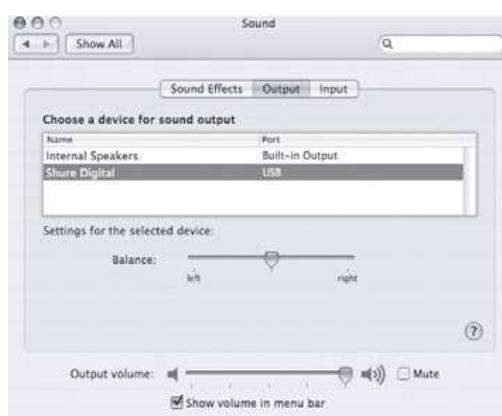 Sound
Show All
Sound Effects Output Input
Choose a device for sound output
Name Port
Internal Speakers Built-in Output
Shure Digital USB
Settings for the selected device:
Balance:
left right
?
Output volume: Mute
Show volume in menu bar